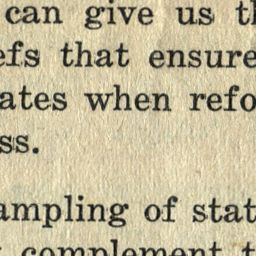 can give us th
efs that ensure
ates when refo
ss.
ampling of stat
complement t